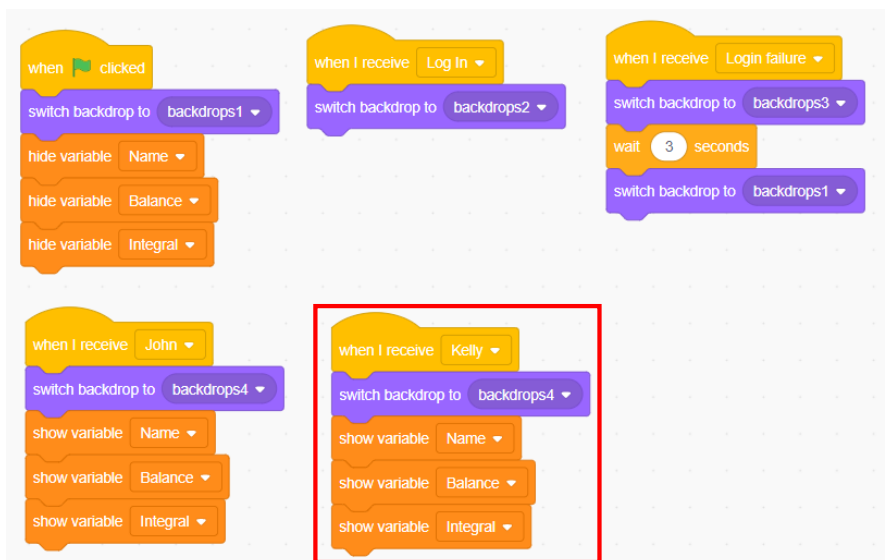 when clicked
switch backdrop to backdrops1
hide variable Name
hide variable Balance
hide variable Integral
when I receive Log In
switch backdrop to backdrops2
when I receive Login failure
switch backdrop to backdrops3
wait 3 seconds
switch backdrop to backdrops1
when I receive John
switch backdrop to backdrops4
show variable Name
show variable Balance
show variable Integral
when I receive Kelly
switch backdrop to backdrops4
show variable Name
show variable Balance
show variable Integral